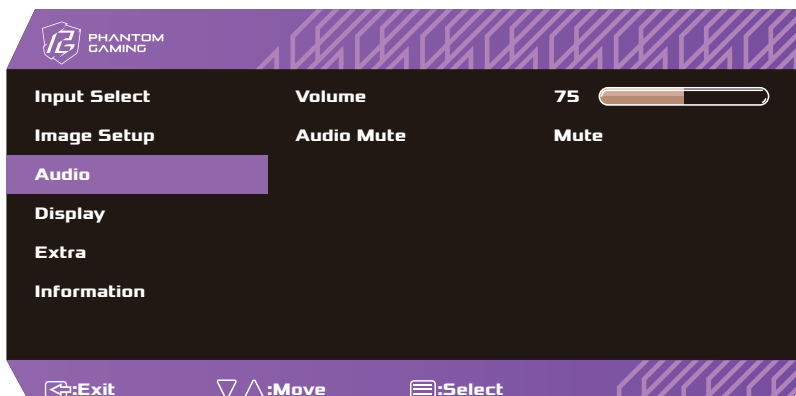 PHANTOM
GAMING
Input Select
Volume 75
Image Setup
Audio Mute Mute
Audio
Display
Extra
Information
:Exit :Move :Select